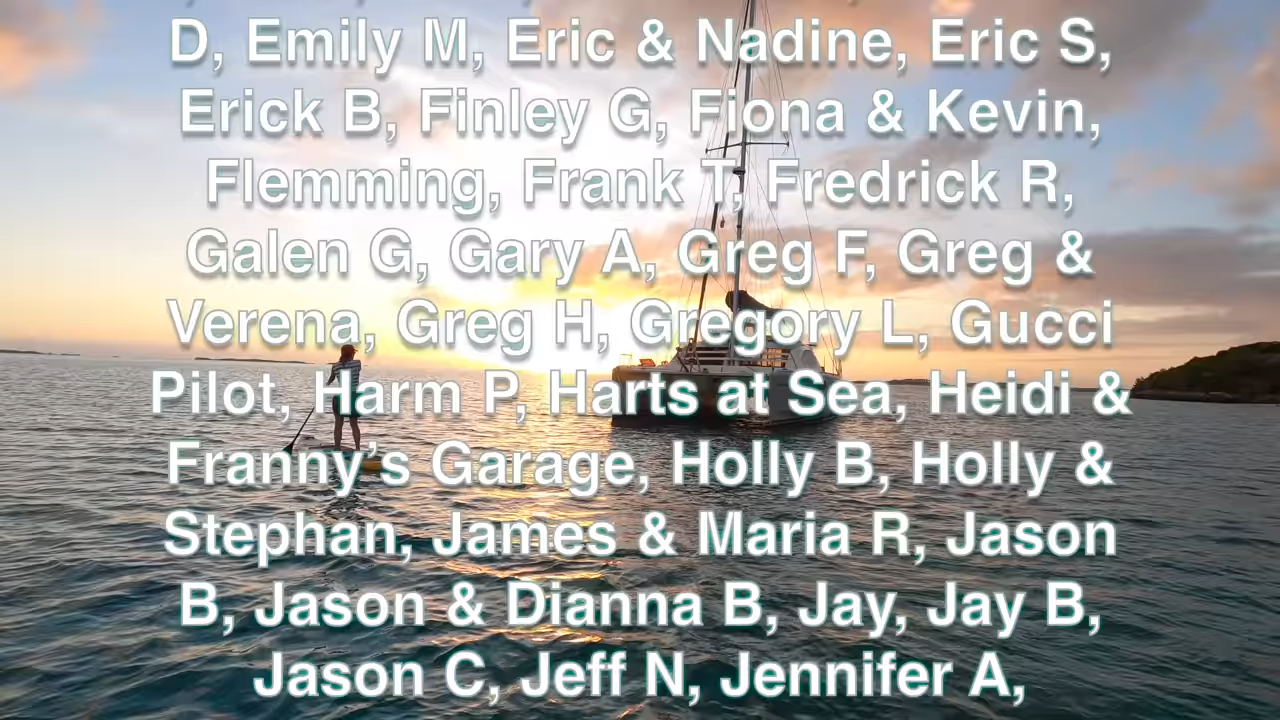 D, Emily M, Eric & Nadine, Eric S,
Erick B, Finley G, Fiona & Kevin,
Flemming, Frank T, Fredrick R,
Galen G, Gary A, Greg F, Greg &
Verena, Greg H, Gregory L, Gucci
Pilot, Harm P, Harts at Sea, Heidi &
Franny’s Garage, Holly B, Holly &
Stephan, James & Maria R, Jason
B, Jason & Dianna B, Jay, Jay B,
Jason C, Jeff N, Jennifer A,